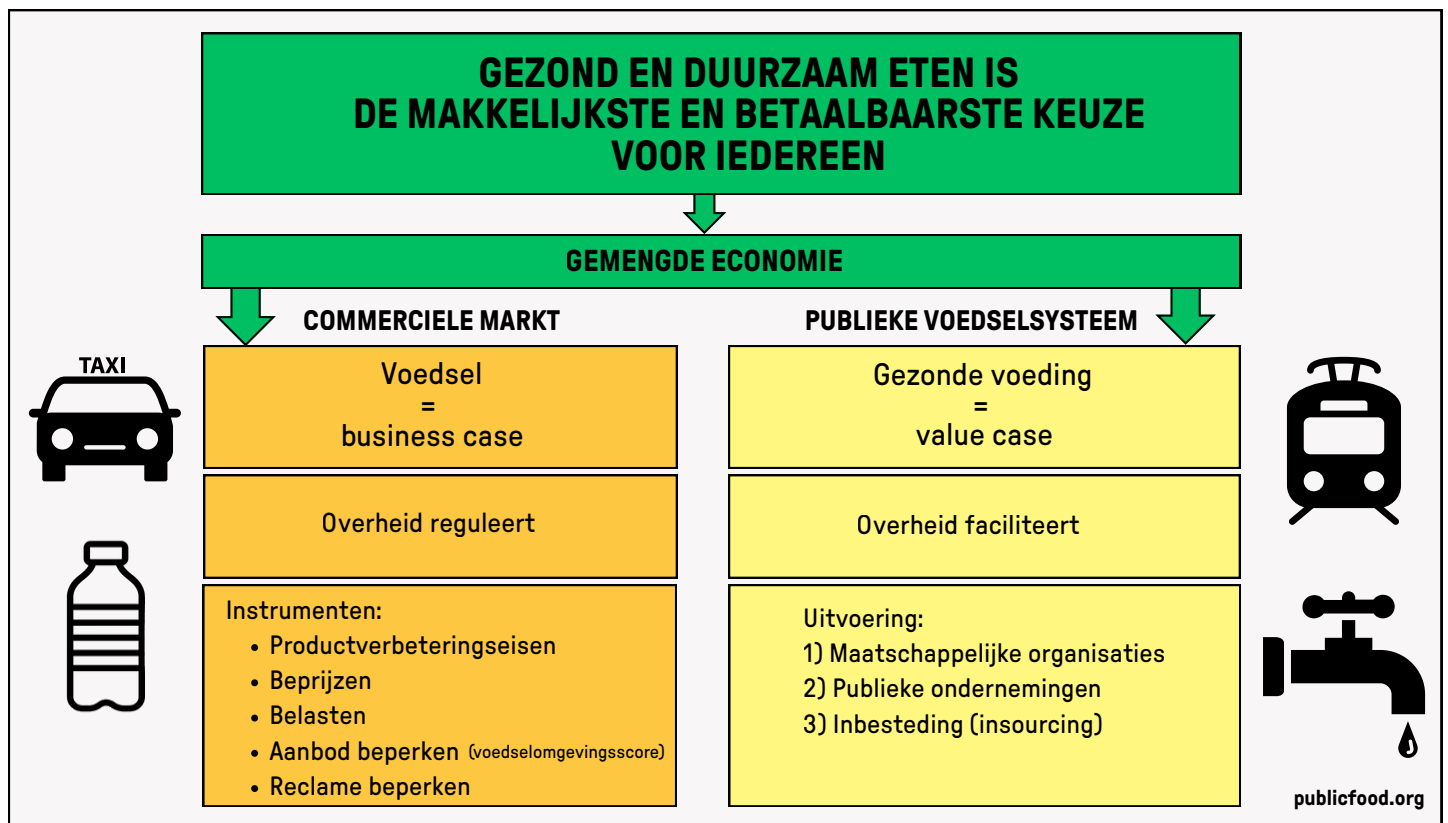 GEZOND EN DUURZAAM ETEN IS
DE MAKKELIJKSTE EN BETAALBAARSTE KEUZE
VOOR IEDEREEN
GEMENGDE ECONOMIE
COMMERCIELE MARKT
TAXI
Voedsel
=
business case
Overheid reguleert
Instrumenten:
• Productverbeteringseisen
• Beprijzen
• Belasten
• Aanbod beperken (voedselomgevingsscore)
• Reclame beperken
PUBLIEKE VOEDSELSYSTEEM
Gezonde voeding
=
value case
Overheid faciliteert
Uitvoering:
1) Maatschappelijke organisaties
2) Publieke ondernemingen
3) Inbesteding (insourcing)
publicfood.org